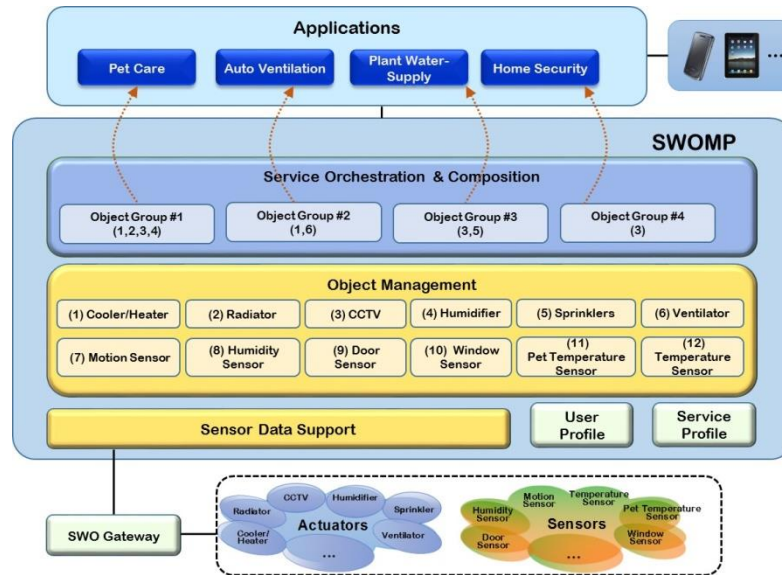 Applications
Pet Care
Auto Ventilation
Plant Water-
Supply
Home Security
...
SWOMP
Service Orchestration & Composition
Object Group #1
(1,2,3,4)
Object Group #2
(1,6)
Object Group #3
(3,5)
Object Group #4
(3)
Object Management
(1) Cooler/Heater
(2) Radiator
(3) CCTV
(4) Humidifier
(5) Sprinklers
(6) Ventilator
(7) Motion Sensor
(8) Humidity
Sensor
(9) Door
Sensor
(10) Window
Sensor
(11)
Pet Temperature
Sensor
(12)
Temperature
Sensor
Sensor Data Support
User
Profile
Service
Profile
SWO Gateway
Radiator
CCTV
Humidifier
Sprinkler
Cooler/
Heater
Actuators
Ventilator
...
Humidity
Sensor
Motion
Sensor
Temperature
Sensor
Pet Temperature
Sensor
Door
Sensor
Sensors
Window
Sensor
...